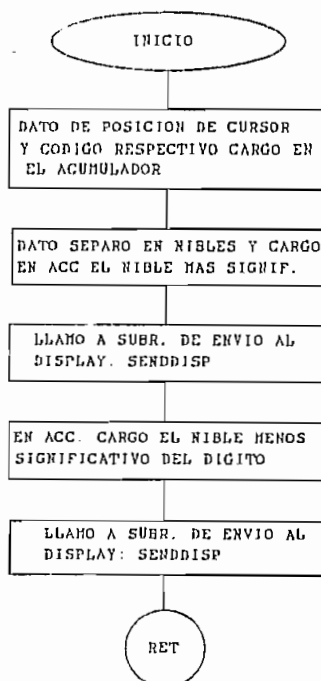 INICIO
DATO DE POSICION DE CURSOR
Y CODIGO RESPECTIVO CARGO EN
EL ACUMULADOR
DATO SEPARO EN NIBLES Y CARGO
EN ACC EL NIBLE MAS SIGNIF.
LLAMO A SUBR. DE ENVIO AL
DISPLAY. SENDDISP
EN ACC. CARGO EL NIBLE MENOS
SIGNIFICATIVO DEL DIGITO
LLAMO A SUBR. DE ENVIO AL
DISPLAY: SENDDISP
RET